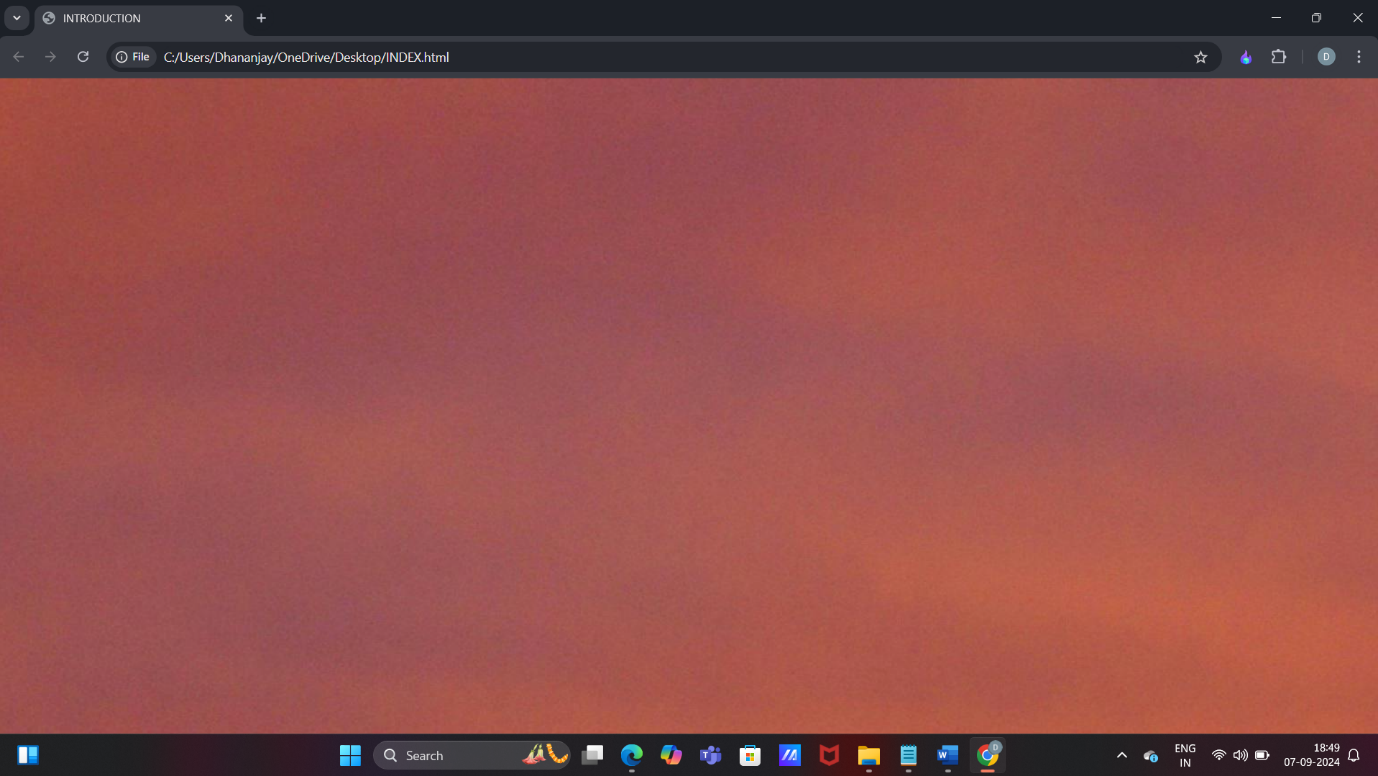 INTRODUCTION
File C:/Users/Dhananjay/OneDrive/Desktop/INDEX.html
D
Search
T
W
D
ENG
IN
18:49
07-09-2024